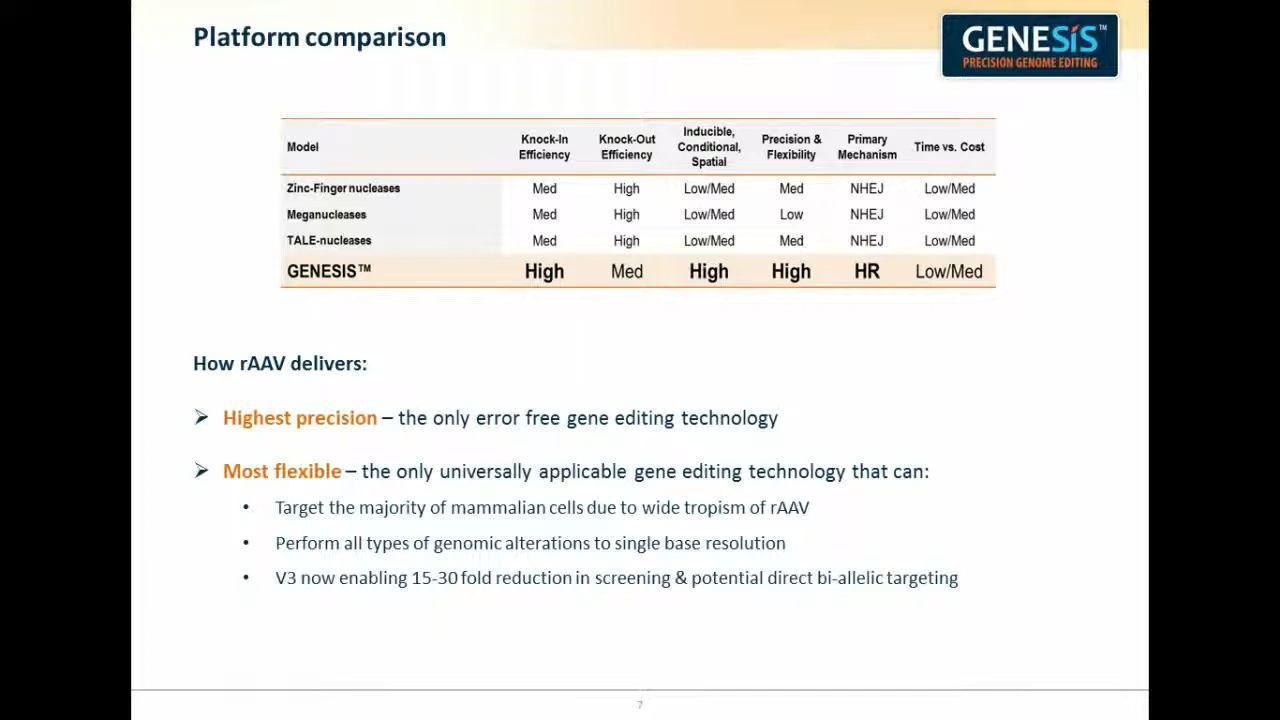 Platform comparison
GENESIS™
PRECISION GENOME EDITING
Model Knock-In Efficiency Knock-Out Efficiency Inducible, Conditional, Spatial Precision & Flexibility Primary Mechanism Time vs. Cost
Zinc-Finger nucleases Med High Low/Med Med NHEJ Low/Med
Meganucleases Med High Low/Med Low NHEJ Low/Med
TALE-nucleases Med High Low/Med Med NHEJ Low/Med
GENESIS™ High Med High High HR Low/Med
How rAAV delivers:
➢ Highest precision – the only error free gene editing technology
➢ Most flexible – the only universally applicable gene editing technology that can:
• Target the majority of mammalian cells due to wide tropism of rAAV
• Perform all types of genomic alterations to single base resolution
• V3 now enabling 15-30 fold reduction in screening & potential direct bi-allelic targeting
7